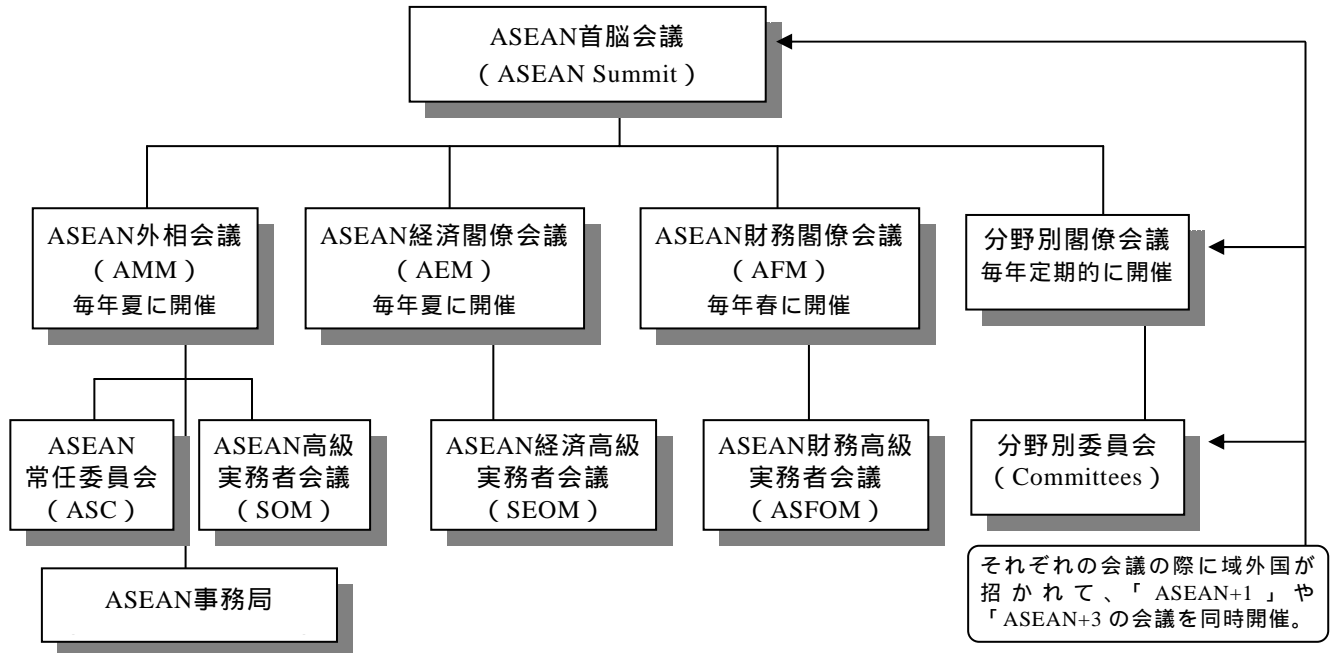 ASEAN首脳会議
（ASEAN Summit）
ASEAN外相会議
（AMM）
毎年夏に開催
ASEAN経済閣僚会議
（AEM）
毎年夏に開催
ASEAN財務閣僚会議
（AFM）
毎年春に開催
分野別閣僚会議
毎年定期的に開催
ASEAN
常任委員会
（ASC）
ASEAN高級
実務者会議
（SOM）
ASEAN経済高級
実務者会議
（SEOM）
ASEAN財務高級
実務者会議
（ASFOM）
分野別委員会
（Committees）
ASEAN事務局
それぞれの会議の際に域外国が
招かれて、「ASEAN+1」や
「ASEAN+3の会議を同時開催。